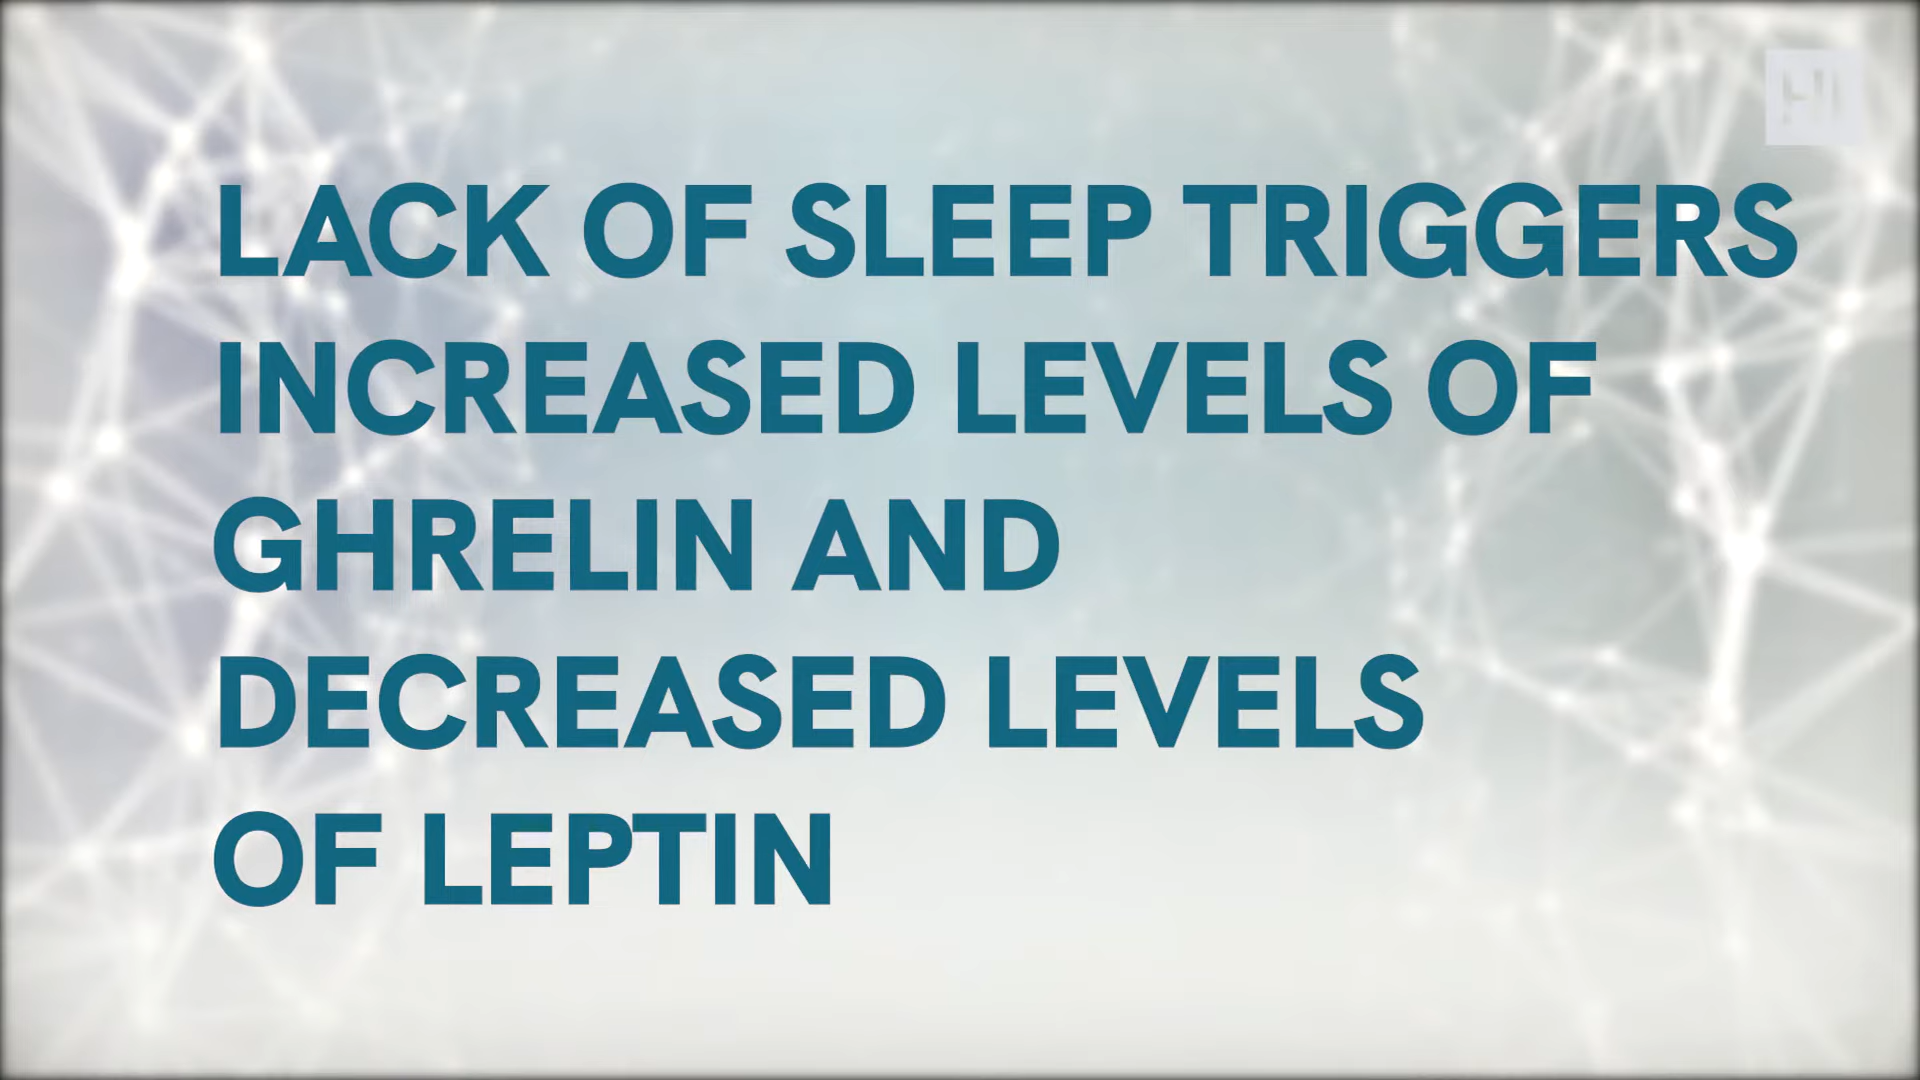 LACK OF SLEEP TRIGGERS
INCREASED LEVELS OF
GHRELIN AND
DECREASED LEVELS
OF LEPTIN